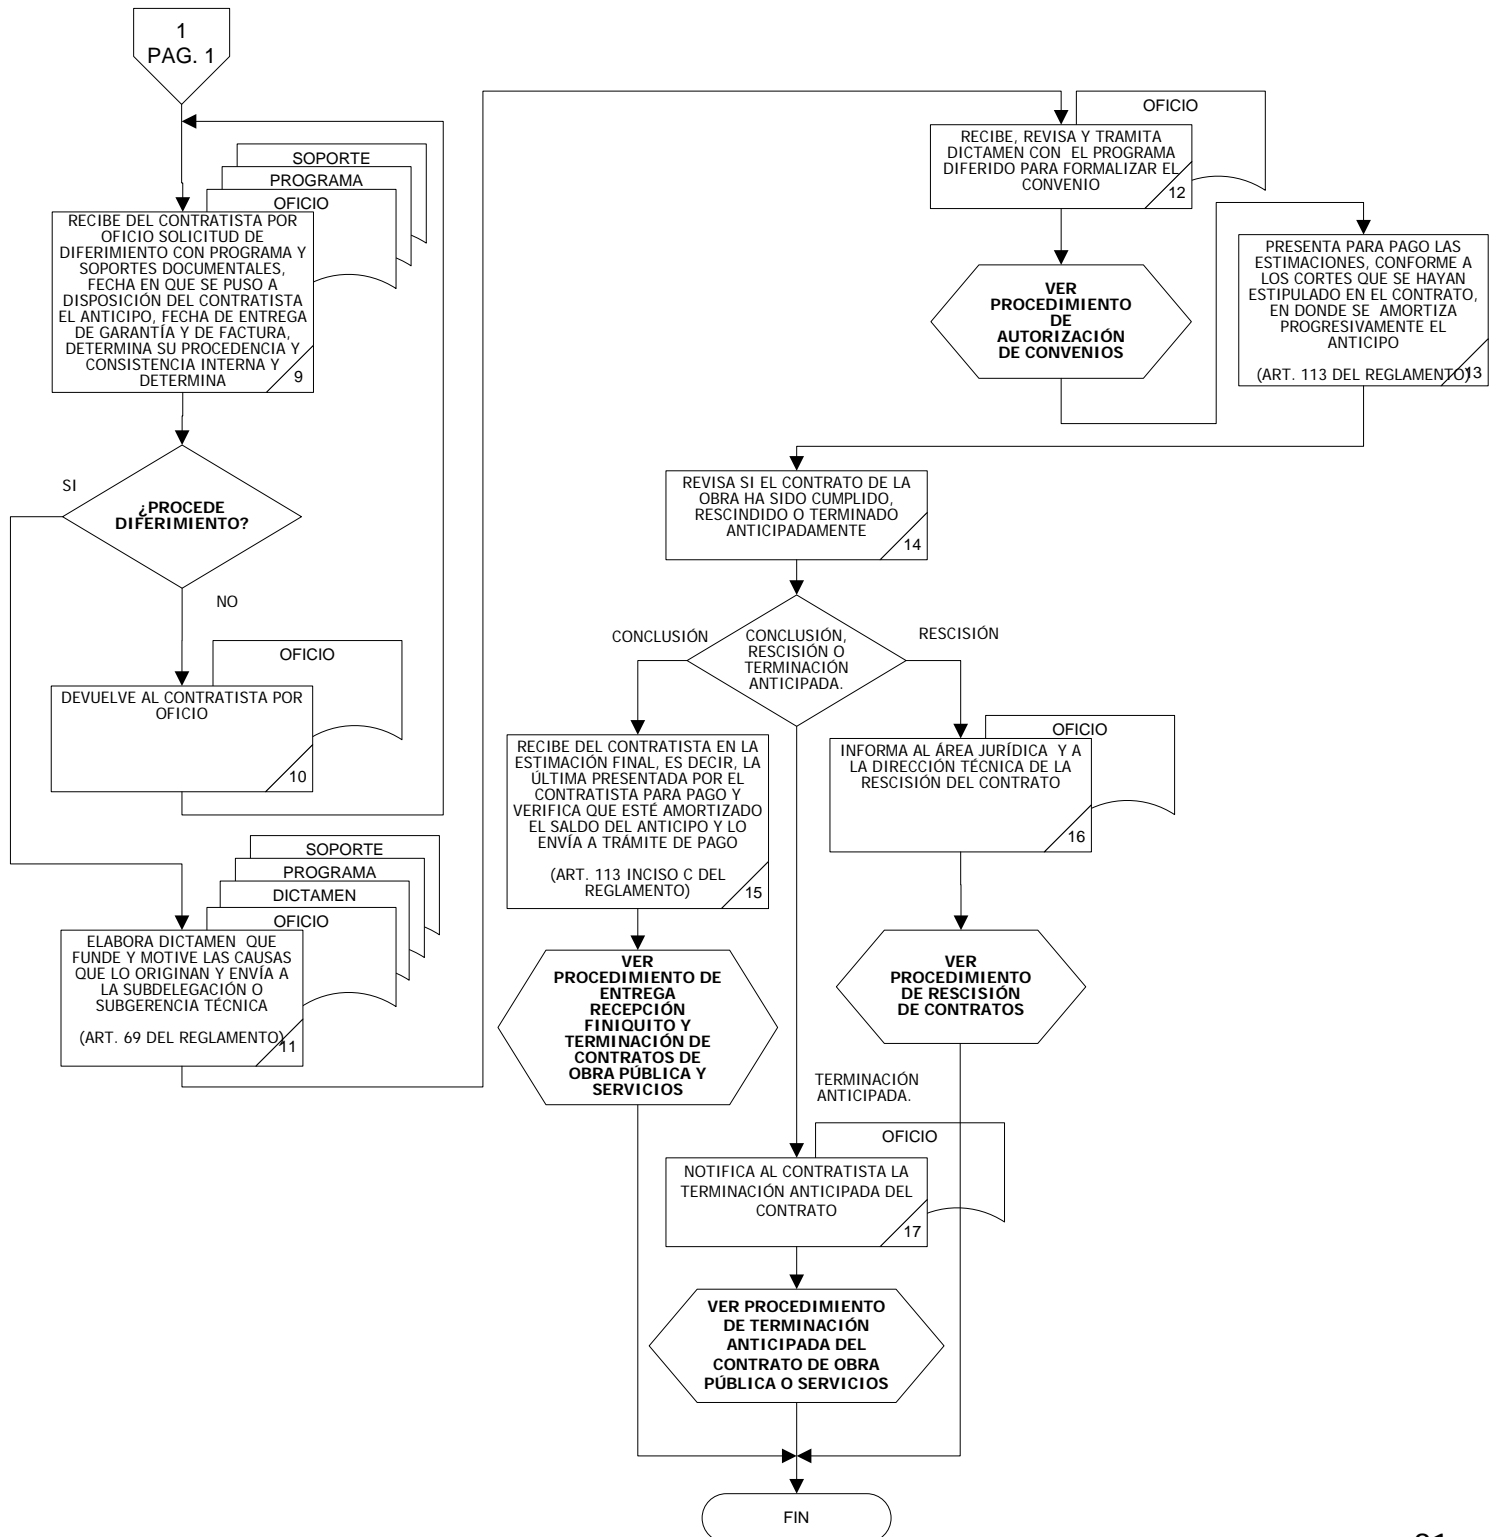 1
PAG. 1
SOPORTE
PROGRAMA
OFICIO
RECIBE DEL CONTRATISTA POR
OFICIO SOLICITUD DE
DIFERIMIENTO CON PROGRAMA Y
SOPORTES DOCUMENTALES,
FECHA EN QUE SE PUSO A
DISPOSICIÓN DEL CONTRATISTA
EL ANTICIPO, FECHA DE ENTREGA
DE GARANTÍA Y DE FACTURA,
DETERMINA SU PROCEDENCIA Y
CONSISTENCIA INTERNA Y
DETERMINA
9
SI
¿PROCEDE
DIFERIMIENTO?
NO
OFICIO
DEVUELVE AL CONTRATISTA POR
OFICIO
10
SOPORTE
PROGRAMA
DICTAMEN
OFICIO
ELABORA DICTAMEN QUE
FUNDE Y MOTIVE LAS CAUSAS
QUE LO ORIGINAN Y ENVÍA A
LA SUBDELEGACIÓN O
SUBGERENCIA TÉCNICA
(ART. 69 DEL REGLAMENTO)
11
OFICIO
RECIBE, REVISA Y TRAMITA
DICTAMEN CON EL PROGRAMA
DIFERIDO PARA FORMALIZAR EL
CONVENIO
12
VER
PROCEDIMIENTO
DE
AUTORIZACIÓN
DE CONVENIOS
PRESENTA PARA PAGO LAS
ESTIMACIONES, CONFORME A
LOS CORTES QUE SE HAYAN
ESTIPULADO EN EL CONTRATO,
EN DONDE SE AMORTIZA
PROGRESIVAMENTE EL
ANTICIPO
(ART. 113 DEL REGLAMENTO)
13
REVISA SI EL CONTRATO DE LA
OBRA HA SIDO CUMPLIDO,
RESCINDIDO O TERMINADO
ANTICIPADAMENTE
14
CONCLUSIÓN
CONCLUSIÓN,
RESCISIÓN O
TERMINACIÓN
ANTICIPADA.
RESCISIÓN
RECIBE DEL CONTRATISTA EN LA
ESTIMACIÓN FINAL, ES DECIR, LA
ÚLTIMA PRESENTADA POR EL
CONTRATISTA PARA PAGO Y
VERIFICA QUE ESTÉ AMORTIZADO
EL SALDO DEL ANTICIPO Y LO
ENVÍA A TRÁMITE DE PAGO
(ART. 113 INCISO C DEL
REGLAMENTO)
15
VER
PROCEDIMIENTO DE
ENTREGA
RECEPCIÓN
FINIQUITO Y
TERMINACIÓN DE
CONTRATOS DE
OBRA PÚBLICA Y
SERVICIOS
OFICIO
INFORMA AL ÁREA JURÍDICA Y A
LA DIRECCIÓN TÉCNICA DE LA
RESCISIÓN DEL CONTRATO
16
VER
PROCEDIMIENTO
DE RESCISIÓN
DE CONTRATOS
TERMINACIÓN
ANTICIPADA.
OFICIO
NOTIFICA AL CONTRATISTA LA
TERMINACIÓN ANTICIPADA DEL
CONTRATO
17
VER PROCEDIMIENTO
DE TERMINACIÓN
ANTICIPADA DEL
CONTRATO DE OBRA
PÚBLICA O SERVICIOS
FIN